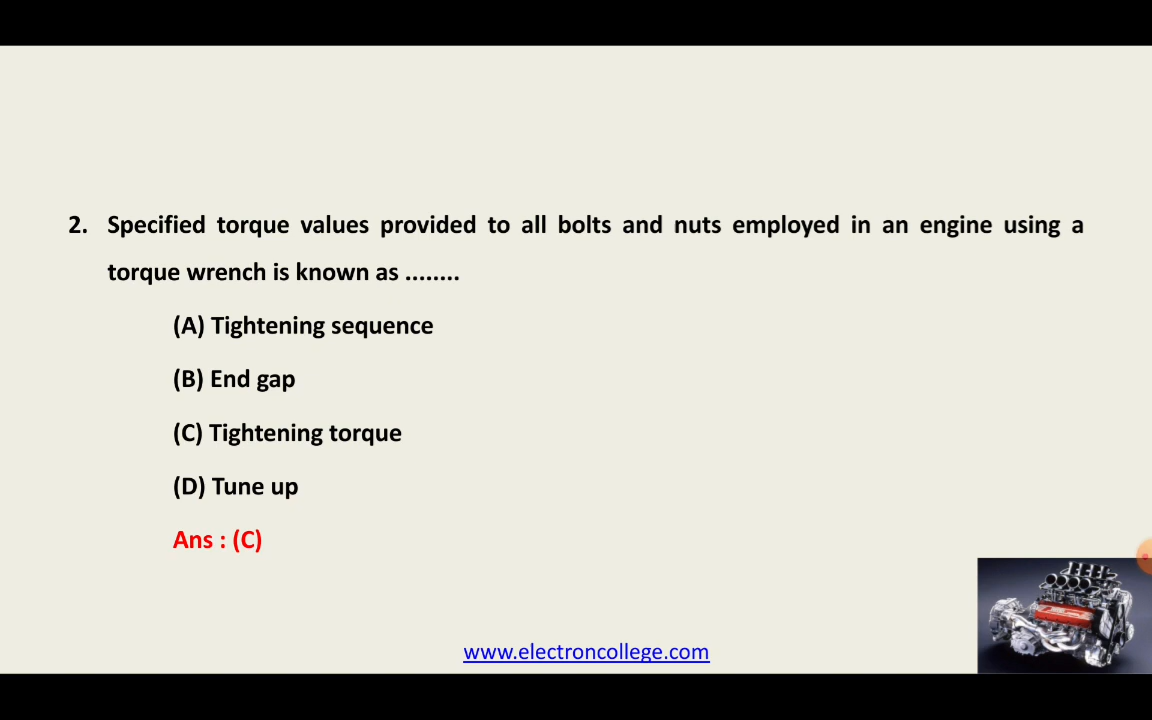 2. Specified torque values provided to all bolts and nuts employed in an engine using a
torque wrench is known as ........
(A) Tightening sequence
(B) End gap
(C) Tightening torque
(D) Tune up
Ans : (C)
www.electroncollege.com